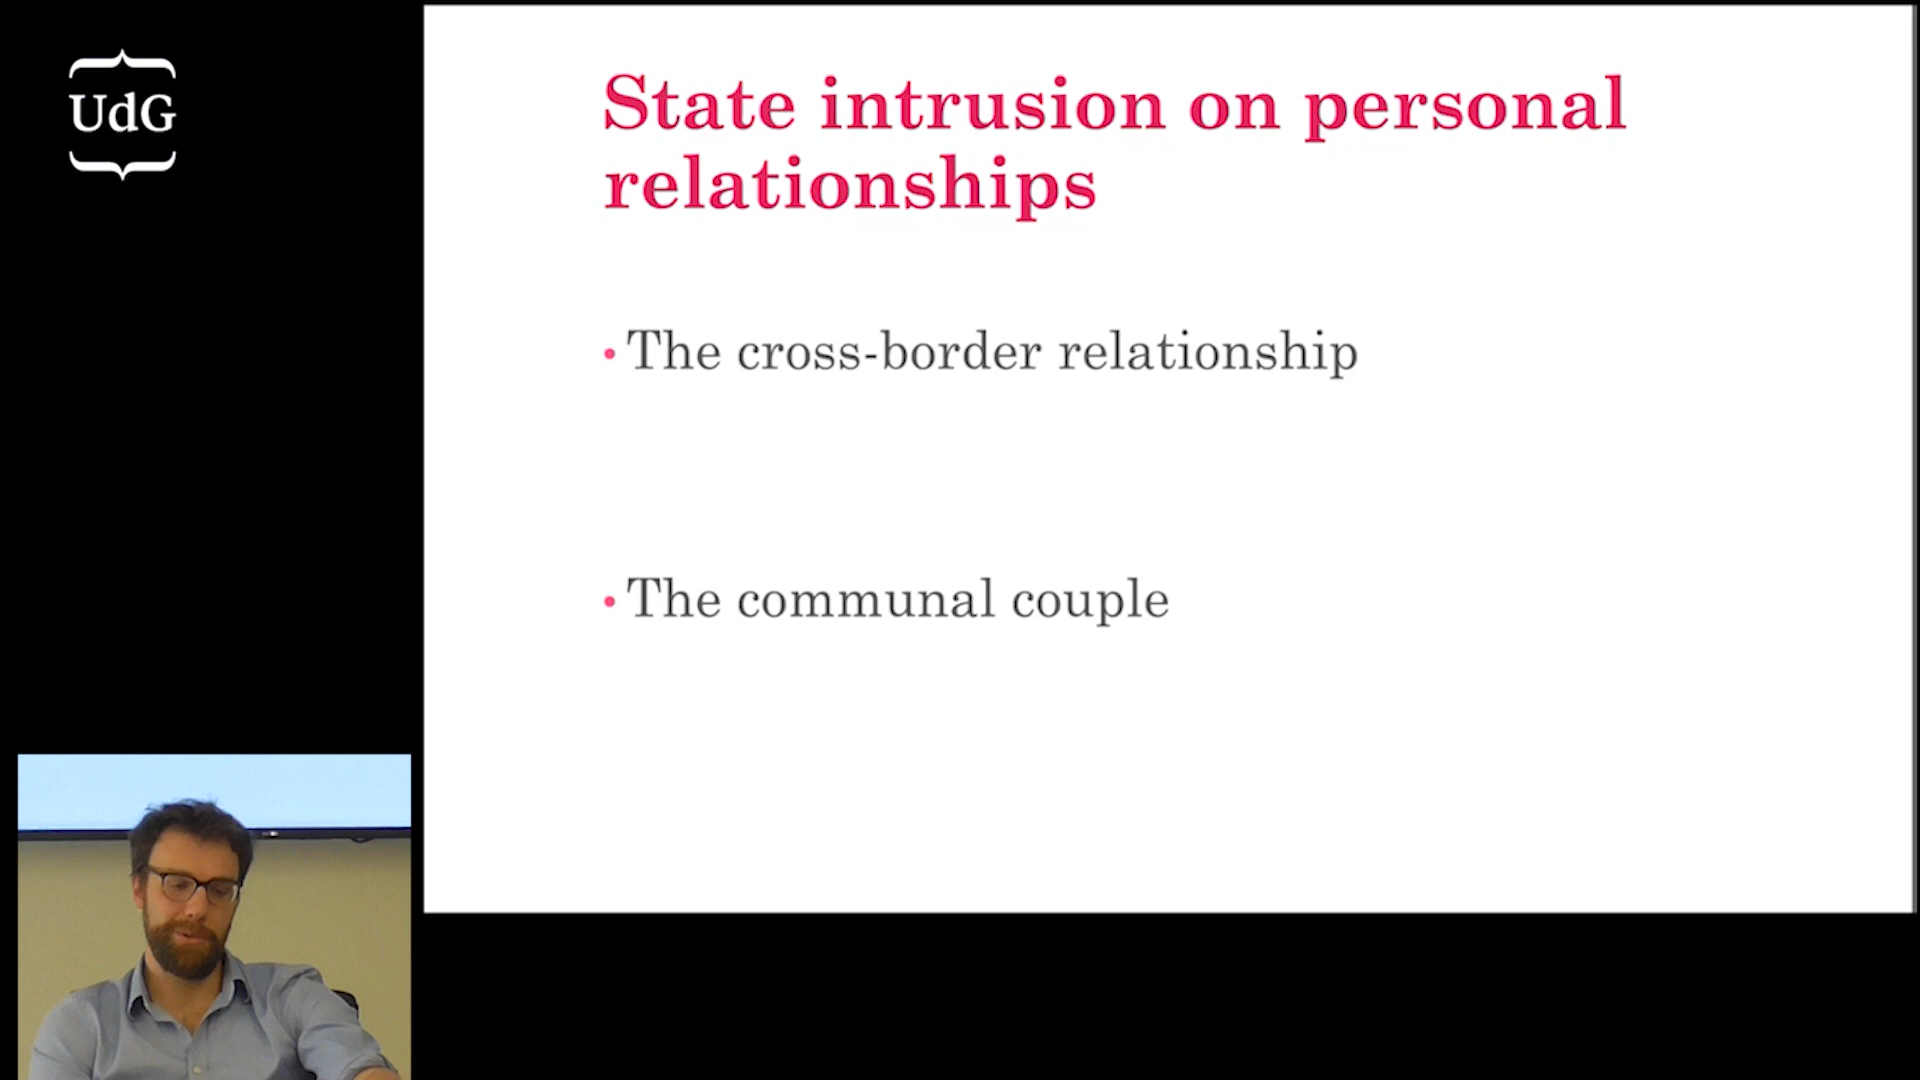 UdG
State intrusion on personal
relationships
• The cross-border relationship
• The communal couple